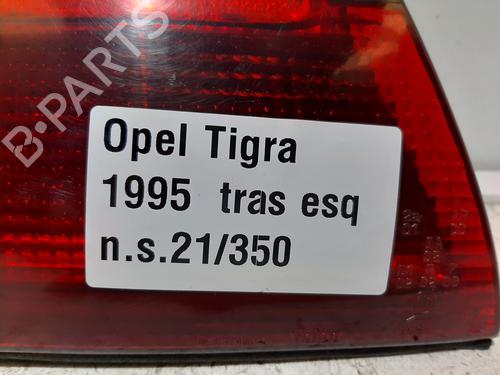 B-PARTS
Opel Tigra
1995 tras esq
n.s.21/350